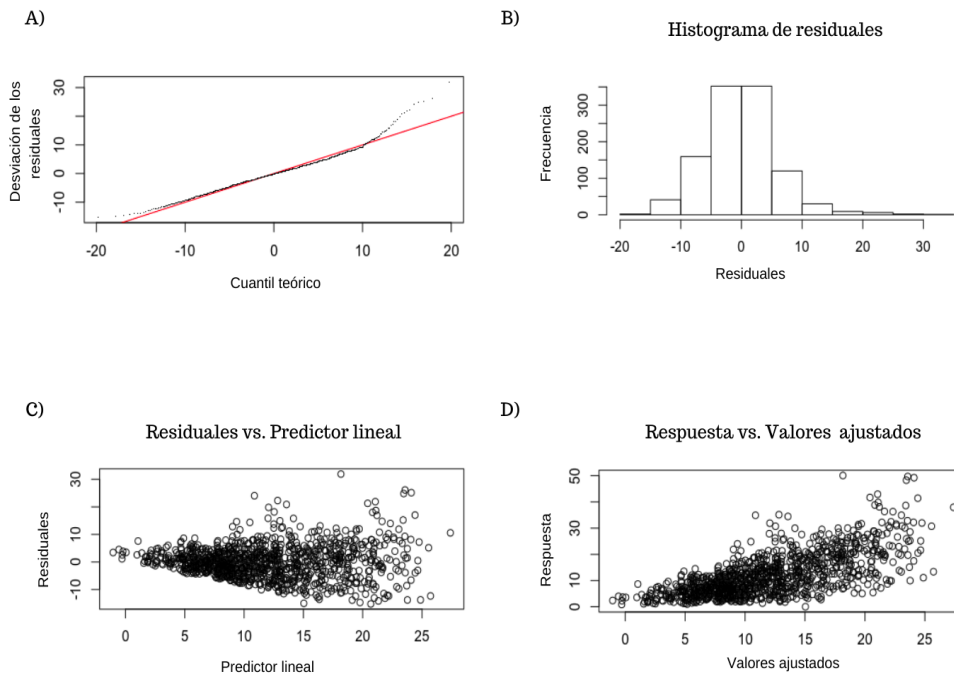 A)
Desviación de los
residuales
30
10
0
-10
-20
-10
0
10
20
Cuantil teórico
B)
Histograma de residuales
Frecuencia
300
100
0
-20
-10
0
10
20
30
Residuales
C)
Residuales vs. Predictor lineal
Residuales
30
10
0
-10
0
5
10
15
20
25
Predictor lineal
D)
Respuesta vs. Valores ajustados
Respuesta
50
30
10
0
0
5
10
15
20
25
Valores ajustados